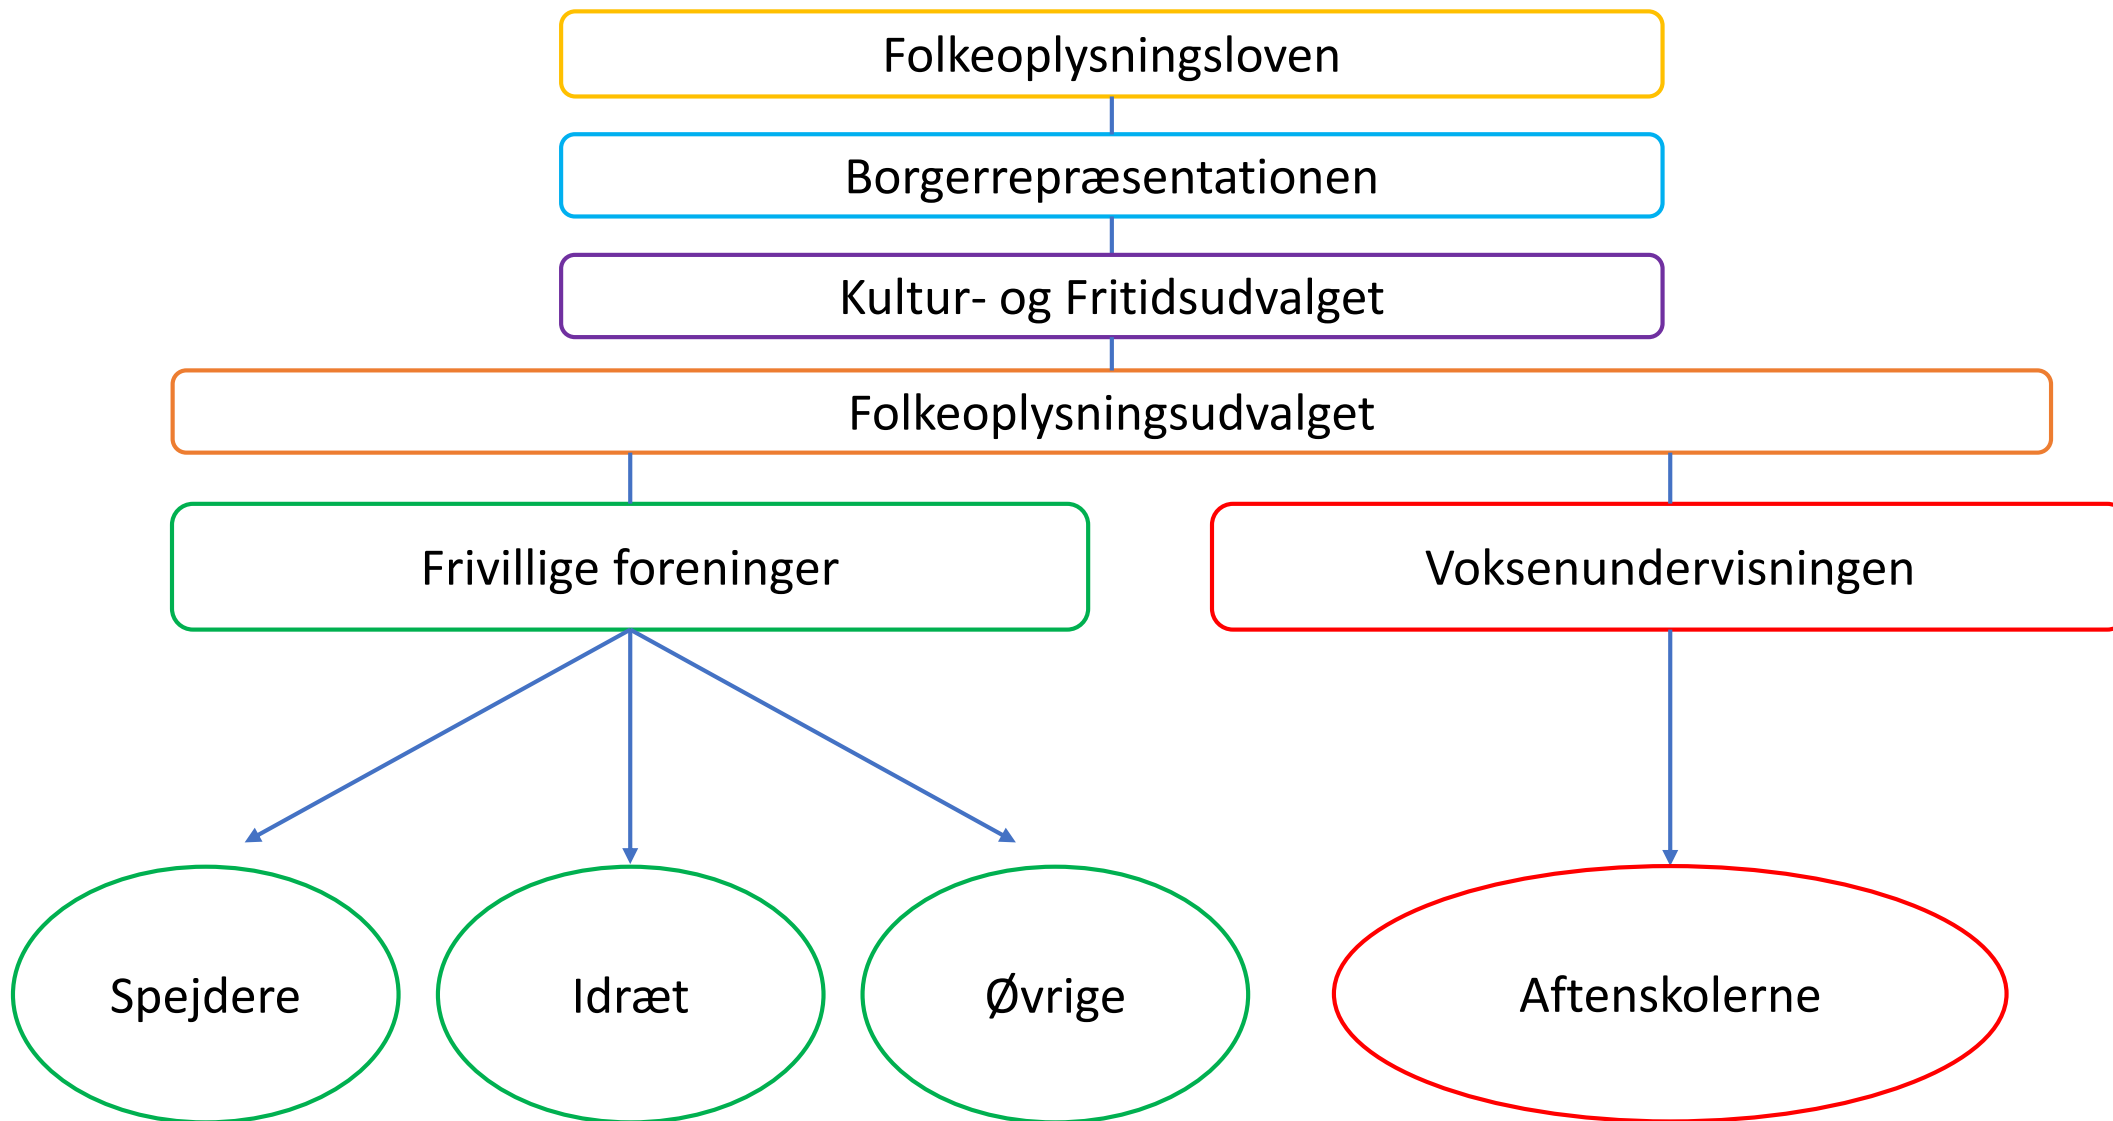 Folkeoplysningsloven
Borgerrepræsentationen
Kultur- og Fritidsudvalget
Folkeoplysningsudvalget
Frivillige foreninger
Voksenundervisningen
Spejdere
Idræt
Øvrige
Aftenskolerne